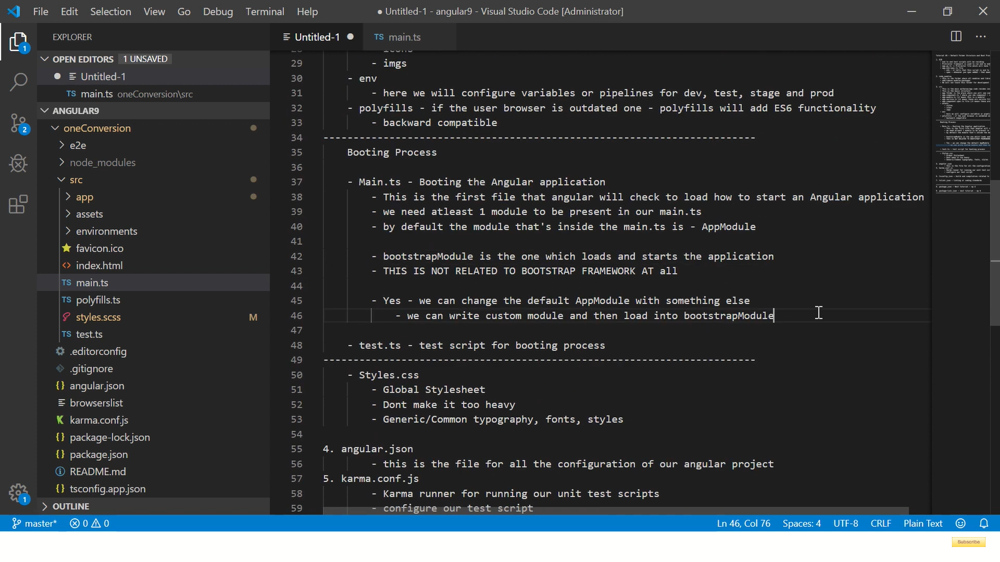 File Edit Selection View Go Debug Terminal Help ● Untitled-1 - angular9 - Visual Studio Code [Administrator]
EXPLORER
OPEN EDITORS 1 UNSAVED
Untitled-1
TS main.ts oneConversion\src
ANGULAR9
oneConversion
e2e
node_modules
src
app
assets
environments
favicon.ico
index.html
TS main.ts
TS polyfills.ts
styles.scss M
TS test.ts
.editorconfig
.gitignore
{} angular.json
browserslist
K karma.conf.js
{} package-lock.json
{} package.json
README.md
{} tsconfig.app.json
OUTLINE
1
2
1
Untitled-1 ●
TS main.ts
29 - imgs
30 - env
31 - here we will configure variables or pipelines for dev, test, stage and prod
32 - polyfills - if the user browser is outdated one - polyfills will add ES6 functionality
33 - backward compatible
34 ------------------------------------------------------------------------
35 Booting Process
36
37 - Main.ts - Booting the Angular application
38 - This is the first file that angular will check to load how to start an Angular application
39 - we need atleast 1 module to be present in our main.ts
40 - by default the module that's inside the main.ts is - AppModule
41
42 - bootstrapModule is the one which loads and starts the application
43 - THIS IS NOT RELATED TO BOOTSTRAP FRAMEWORK AT all
44
45 - Yes - we can change the default AppModule with something else
46 - we can write custom module and then load into bootstrapModule
47
48 - test.ts - test script for booting process
49 ------------------------------------------------------------------------
50 - Styles.css
51 - Global Stylesheet
52 - Dont make it too heavy
53 - Generic/Common typography, fonts, styles
54
55 4. angular.json
56 - this is the file for all the configuration of our angular project
57 5. karma.conf.js
58 - Karma runner for running our unit test scripts
59 - configure our test script
master* 0 0 Ln 46, Col 76 Spaces: 4 UTF-8 CRLF Plain Text
Subscribe